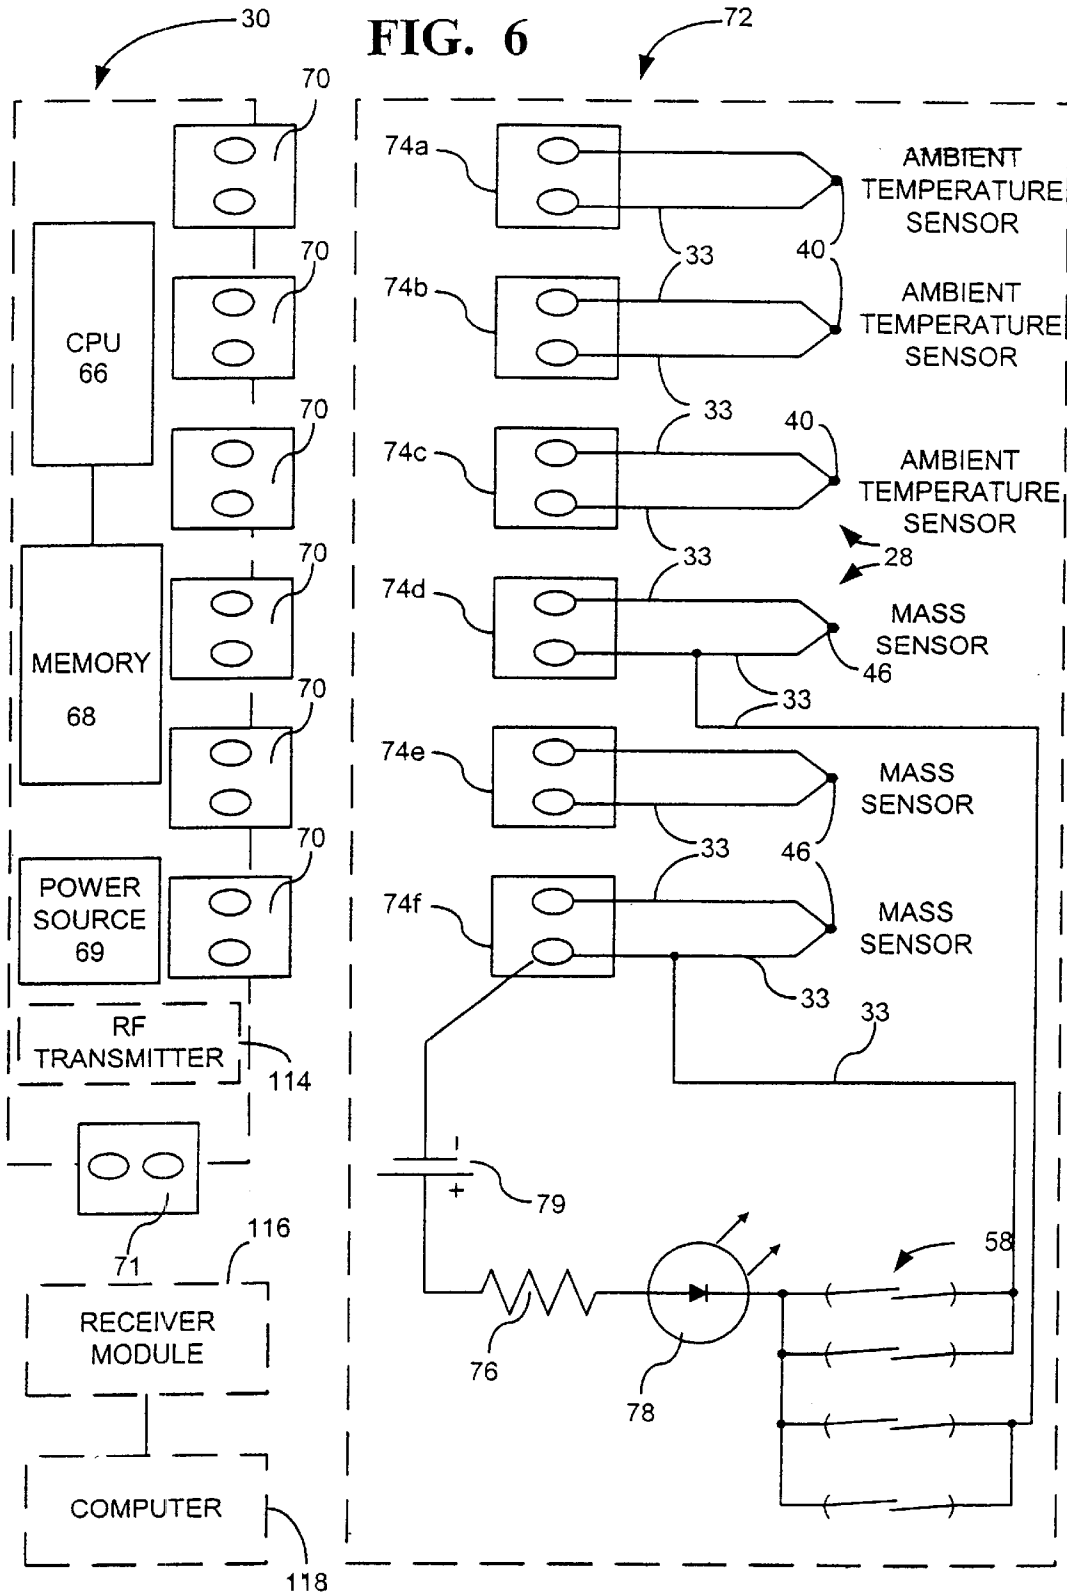 FIG. 6
30
72
70
74a
AMBIENT
TEMPERATURE
SENSOR
33
40
70
74b
AMBIENT
TEMPERATURE
SENSOR
CPU
66
33
70
74c
40
AMBIENT
TEMPERATURE
SENSOR
33
28
70
74d
MASS
SENSOR
46
33
MEMORY
68
70
74e
MASS
SENSOR
33
46
70
74f
MASS
SENSOR
33
33
POWER
SOURCE
69
RF
TRANSMITTER
114
71
-
+
79
76
78
58
116
RECEIVER
MODULE
COMPUTER
118